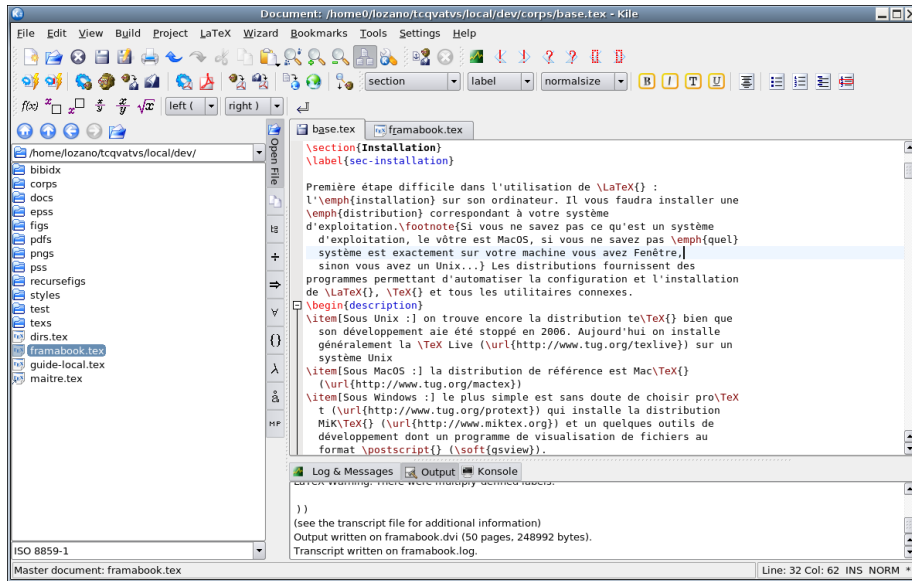 Document: /home0/lozano/tcqvatvs/local/dev/corps/base.tex - Kile
File Edit View Build Project LaTeX Wizard Bookmarks Tools Settings Help
section label normalsize B I T U
f(x) left ( right )
/home/lozano/tcqvatvs/local/dev/
bibidx
corps
docs
epss
figs
pdfs
pngs
pss
recursefigs
styles
test
texs
dirs.tex
framabook.tex
guide-local.tex
maitre.tex
ISO 8859-1
Open File
MP
base.tex framabook.tex
\section{Installation}
\label{sec-installation}
Première étape difficile dans l'utilisation de \LaTeX{} :
l'\emph{installation} sur son ordinateur. Il vous faudra installer une
\emph{distribution} correspondant à votre système
d'exploitation.\footnote{Si vous ne savez pas ce qu'est un système
d'exploitation, le vôtre est MacOS, si vous ne savez pas \emph{quel}
système est exactement sur votre machine vous avez Fenêtre,
sinon vous avez un Unix...} Les distributions fournissent des
programmes permettant d'automatiser la configuration et l'installation
de \LaTeX{}, \TeX{} et tous les utilitaires connexes.
\begin{description}
\item[Sous Unix :] on trouve encore la distribution te\TeX{} bien que
son développement aie été stoppé en 2006. Aujourd'hui on installe
généralement la \TeX Live (\url{http://www.tug.org/texlive}) sur un
système Unix
\item[Sous MacOS :] la distribution de référence est Mac\TeX{}
(\url{http://www.tug.org/mactex})
\item[Sous Windows :] le plus simple est sans doute de choisir pro\TeX
t (\url{http://www.tug.org/protext}) qui installe la distribution
MiK\TeX{} (\url{http://www.miktex.org}) et un quelques outils de
développement dont un programme de visualisation de fichiers au
format \postscript{} (\soft{gsview}).
Log & Messages Output Konsole
LaTeX Warning: There were multiply-defined labels.
))
(see the transcript file for additional information)
Output written on framabook.dvi (50 pages, 248992 bytes).
Transcript written on framabook.log.
Master document: framabook.tex
Line: 32 Col: 62 INS NORM *